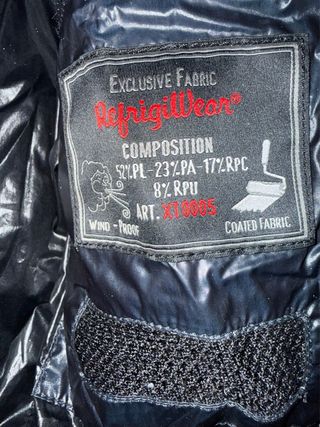 EXCLUSIVE FABRIC
RefrigiWear®
COMPOSITION
52%PL-23%PA-17%RPC
8%RPU
ART. XT0085
WIND-PROOF
COATED FABRIC